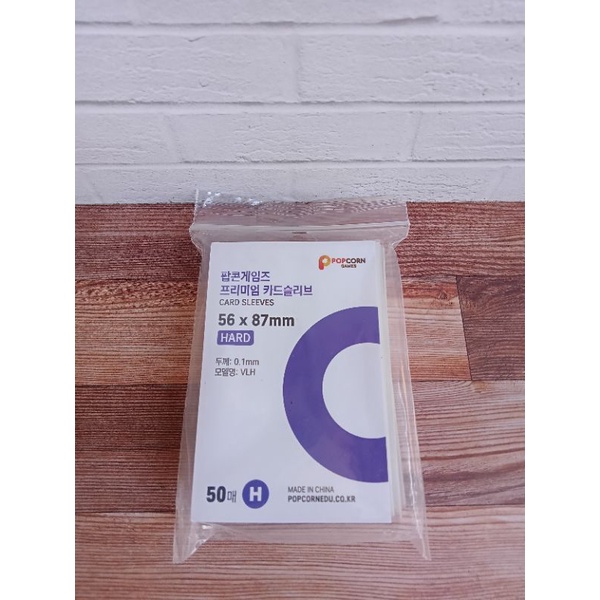 POPCORN
GAMES
팝콘게임즈
프리미엄 카드슬리브
CARD SLEEVES
56 x 87mm
HARD
두께: 0.1mm
모델명: VLH
50매 H
MADE IN CHINA
POPCORNEDU.CO.KR